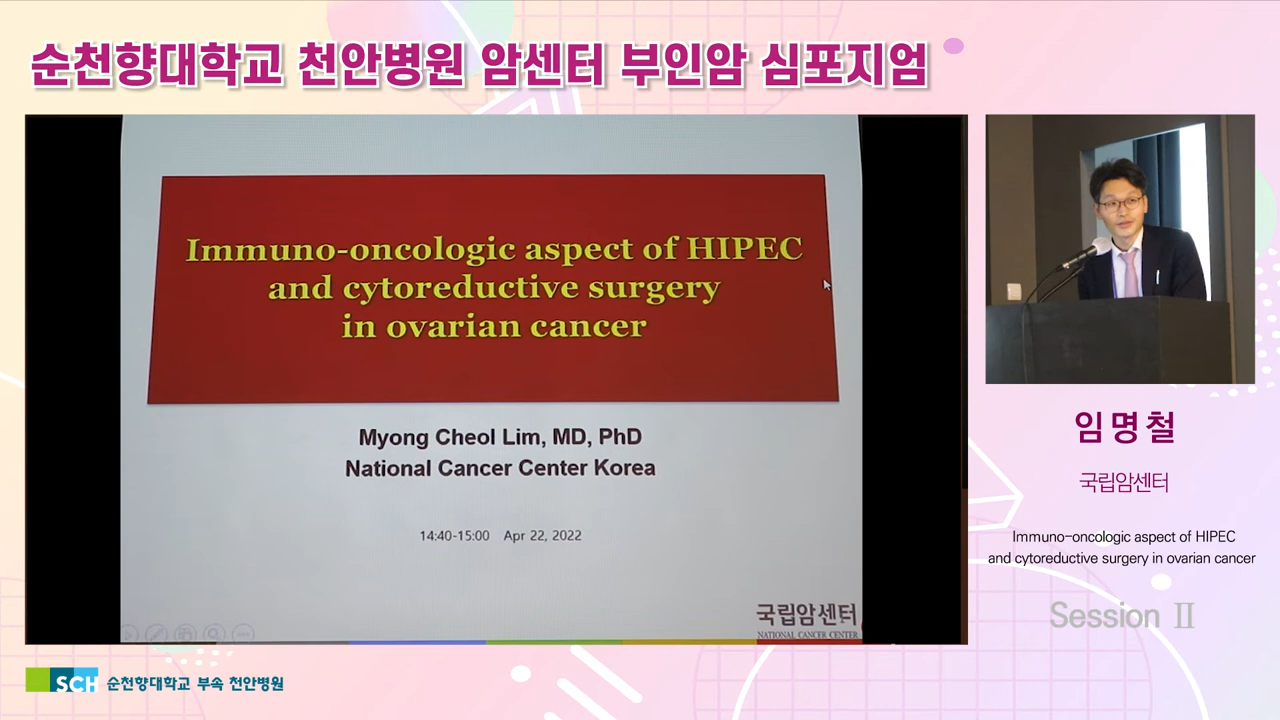 순천향대학교 천안병원 암센터 부인암 심포지엄
Immuno-oncologic aspect of HIPEC
and cytoreductive surgery
in ovarian cancer
Myong Cheol Lim, MD, PhD
National Cancer Center Korea
14:40-15:00 Apr 22, 2022
국립암센터
NATIONAL CANCER CENTER
임명철
국립암센터
Immuno-oncologic aspect of HIPEC
and cytoreductive surgery in ovarian cancer
Session Ⅱ
SCH 순천향대학교 부속 천안병원